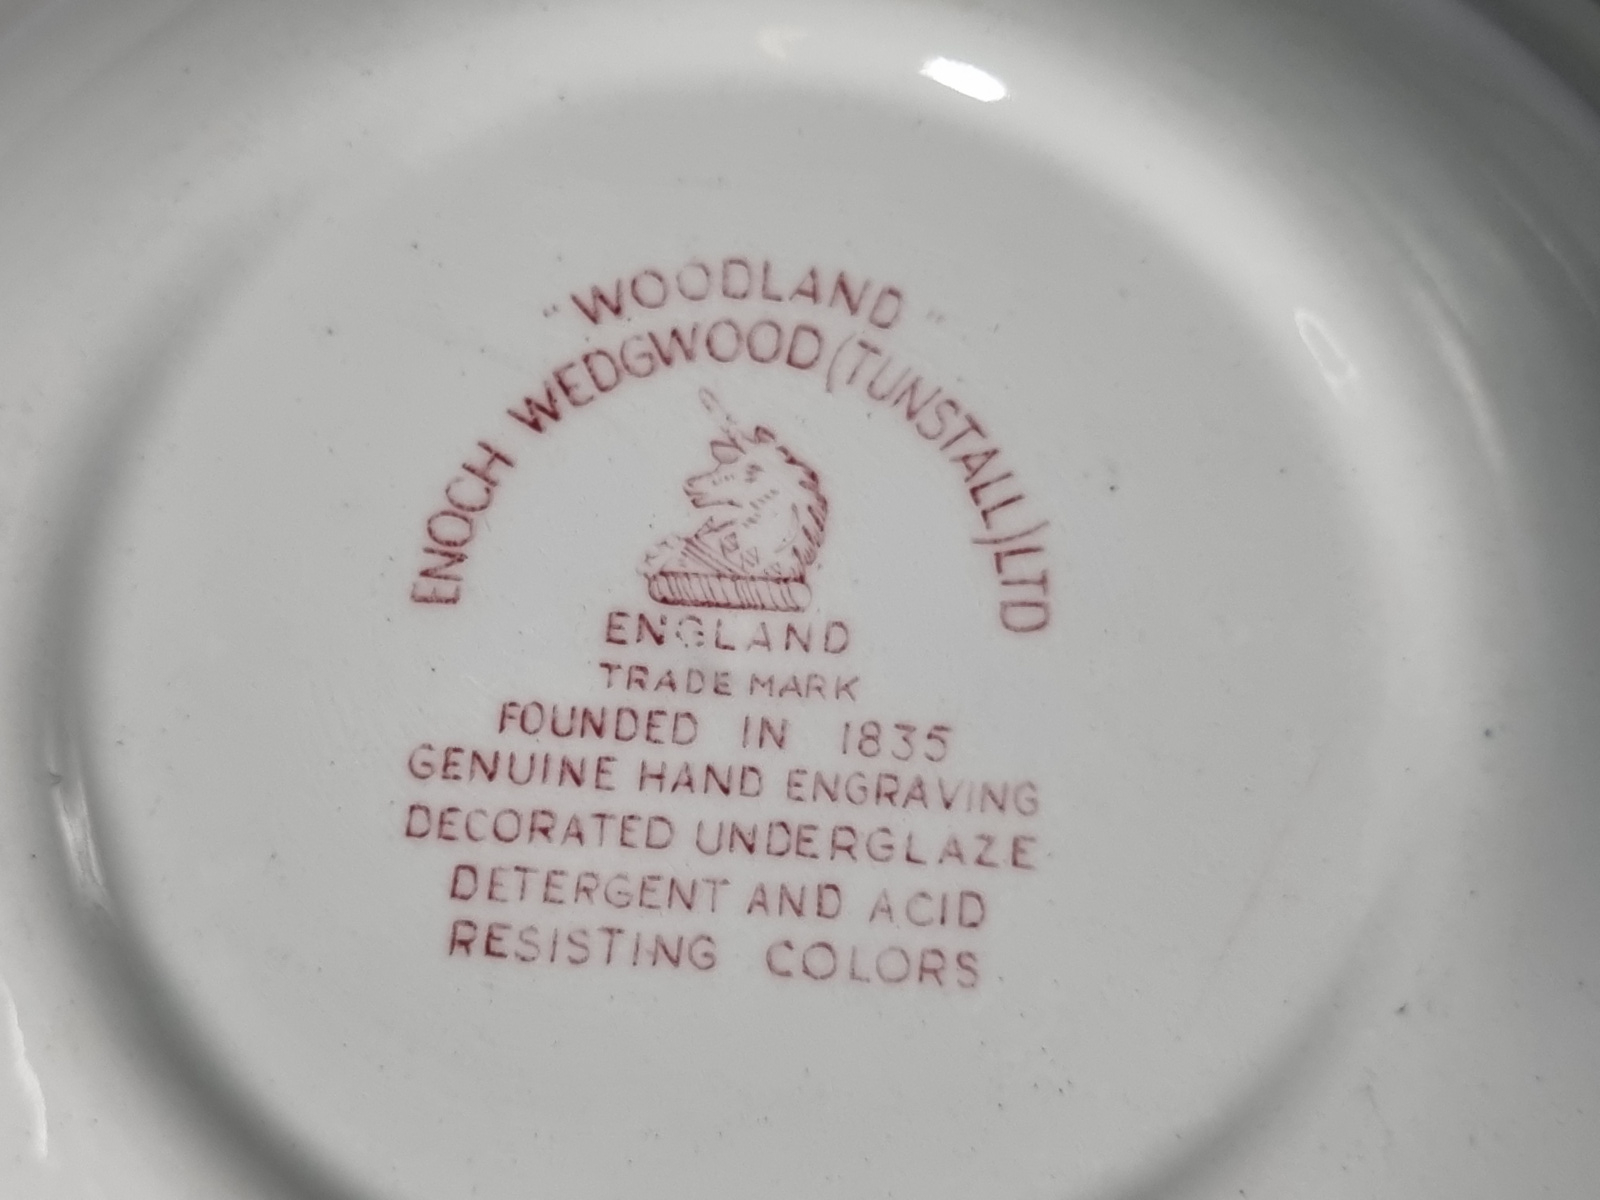 "WOODLAND"
ENOCH WEDGWOOD (TUNSTALL) LTD
ENGLAND
TRADE MARK
FOUNDED IN 1835
GENUINE HAND ENGRAVING
DECORATED UNDERGLAZE
DETERGENT AND ACID
RESISTING COLORS